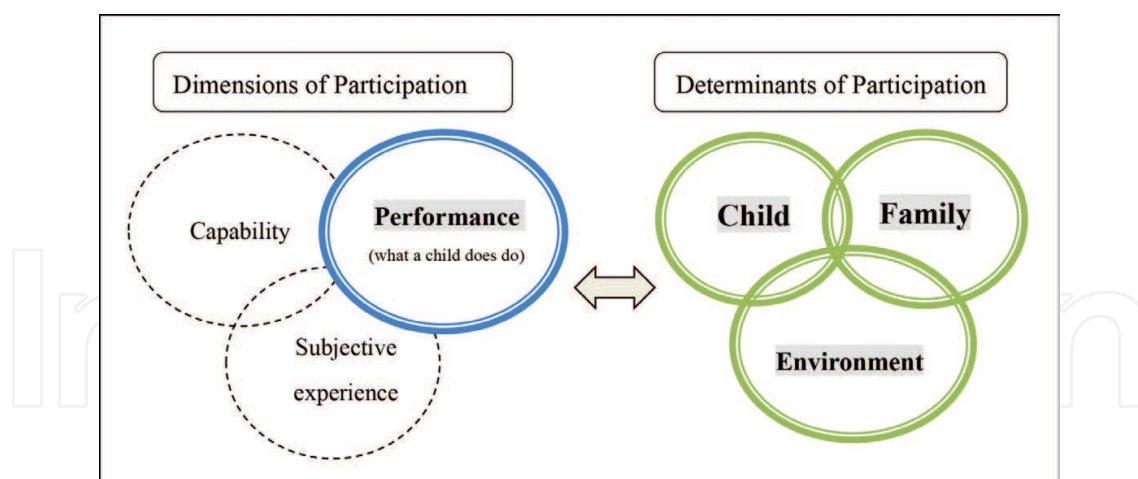 Dimensions of Participation
Determinants of Participation
Capability
Performance
(what a child does do)
Subjective
experience
Child
Family
Environment